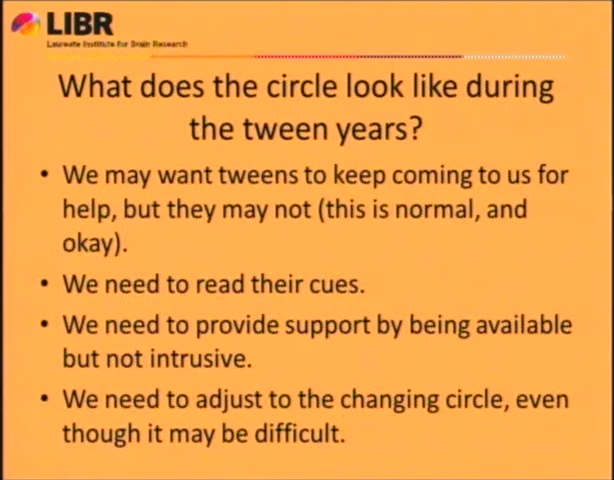 LIBR
Laureate Institute for Brain Research
What does the circle look like during
the tween years?
• We may want tweens to keep coming to us for
help, but they may not (this is normal, and
okay).
• We need to read their cues.
• We need to provide support by being available
but not intrusive.
• We need to adjust to the changing circle, even
though it may be difficult.